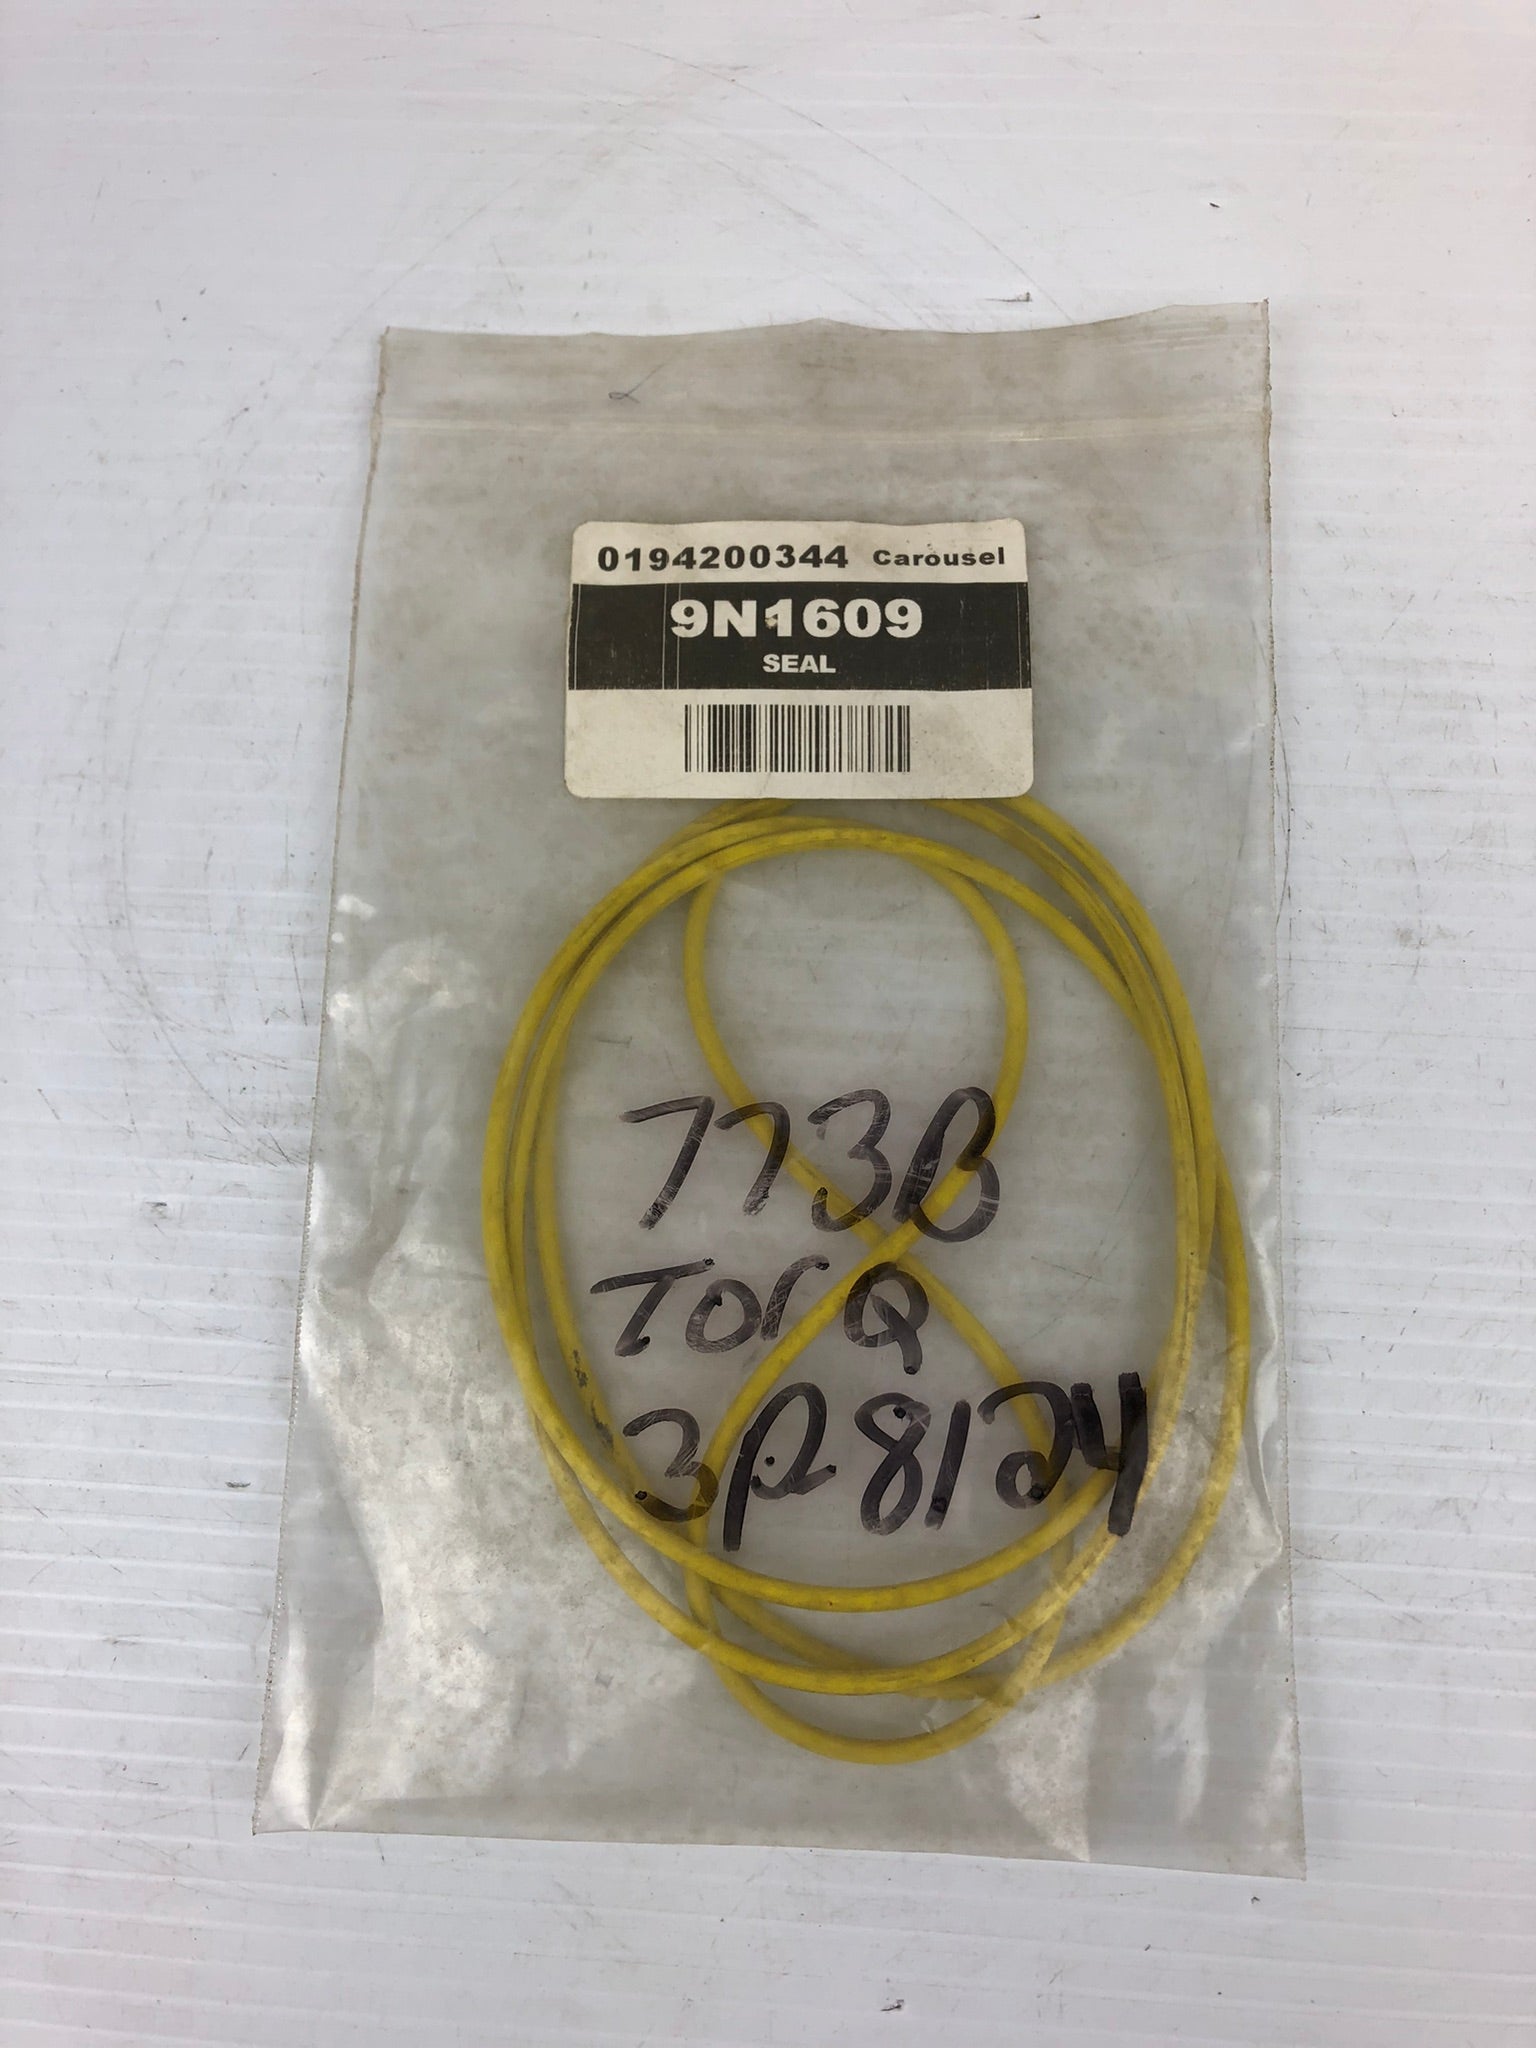 0194200344 Carousel
9N1609
SEAL
773B
TorQ
3P8124